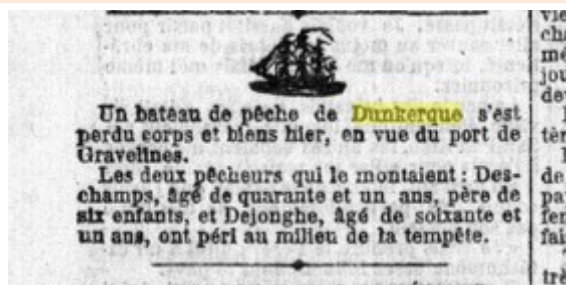 Un bateau de pêche de Dunkerque s'est
perdu corps et biens hier, en vue du port de
Gravelines.
Les deux pêcheurs qui le montaient : Des-
champs, âgé de quarante et un ans, père de
six enfants, et Dejonghe, âgé de soixante et
un ans, ont péri au milieu de la tempête.